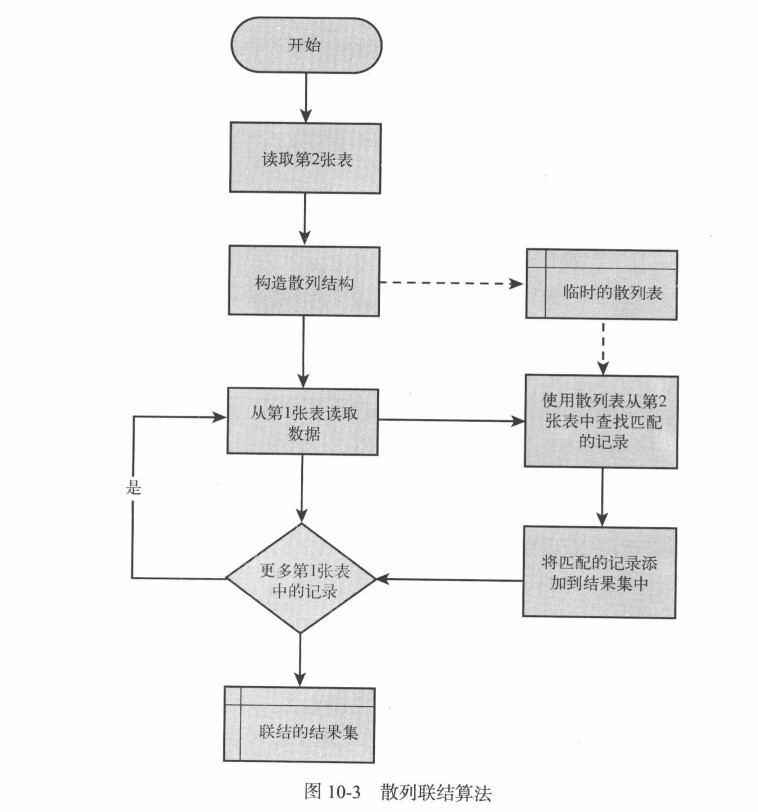 开始
读取第2张表
构造散列结构
临时的散列表
从第1张表读取
数据
使用散列表从第2
张表中查找匹配
的记录
是
更多第1张表
中的记录
将匹配的记录添
加到结果集中
联结的结果集
图 10-3 散列联结算法